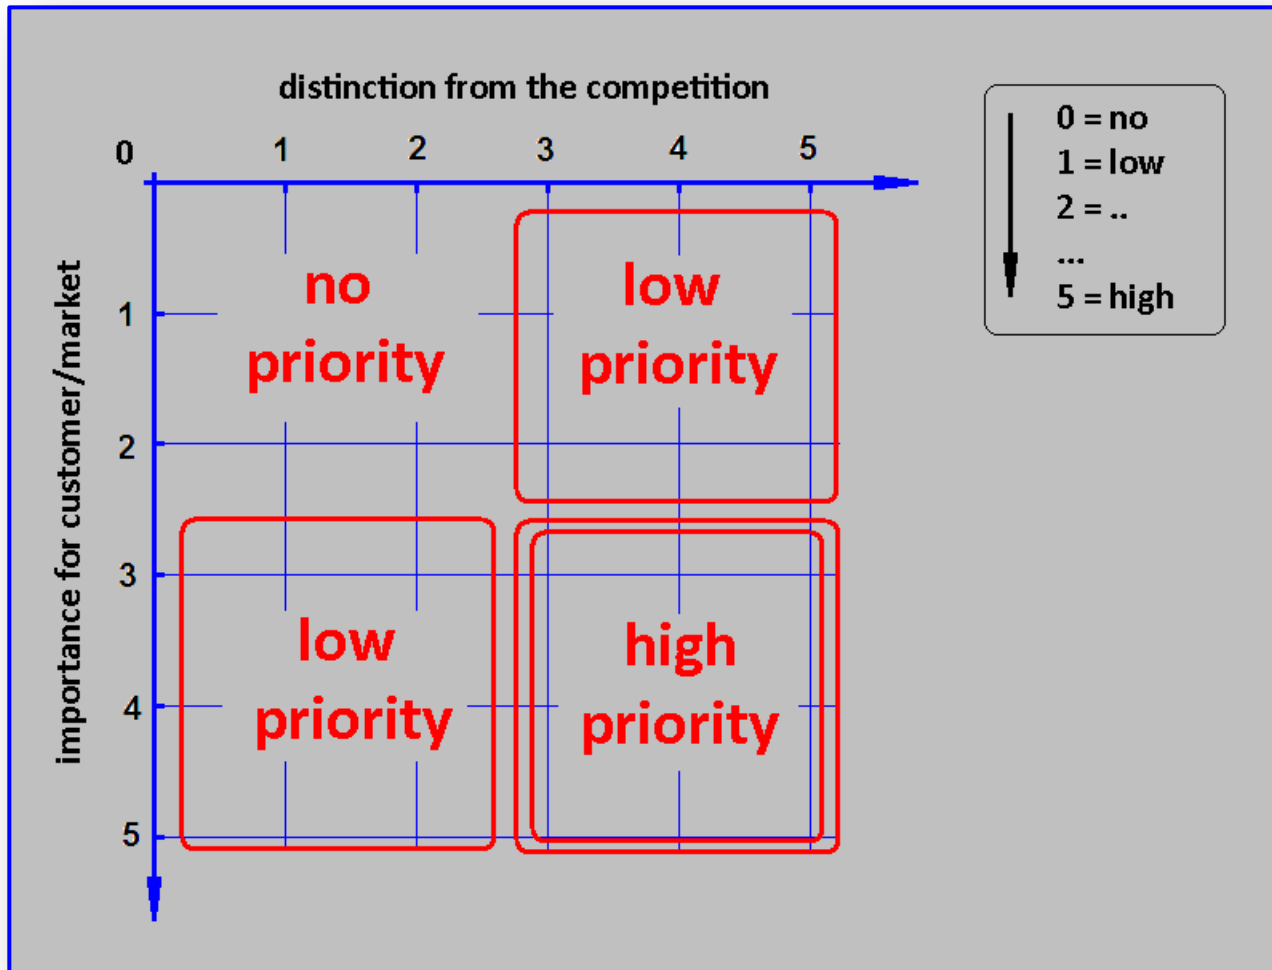 distinction from the competition
0 1 2 3 4 5
0 = no
1 = low
2 = ..
...
5 = high
importance for customer/market
1
2
3
4
5
no
priority
low
priority
low
priority
high
priority